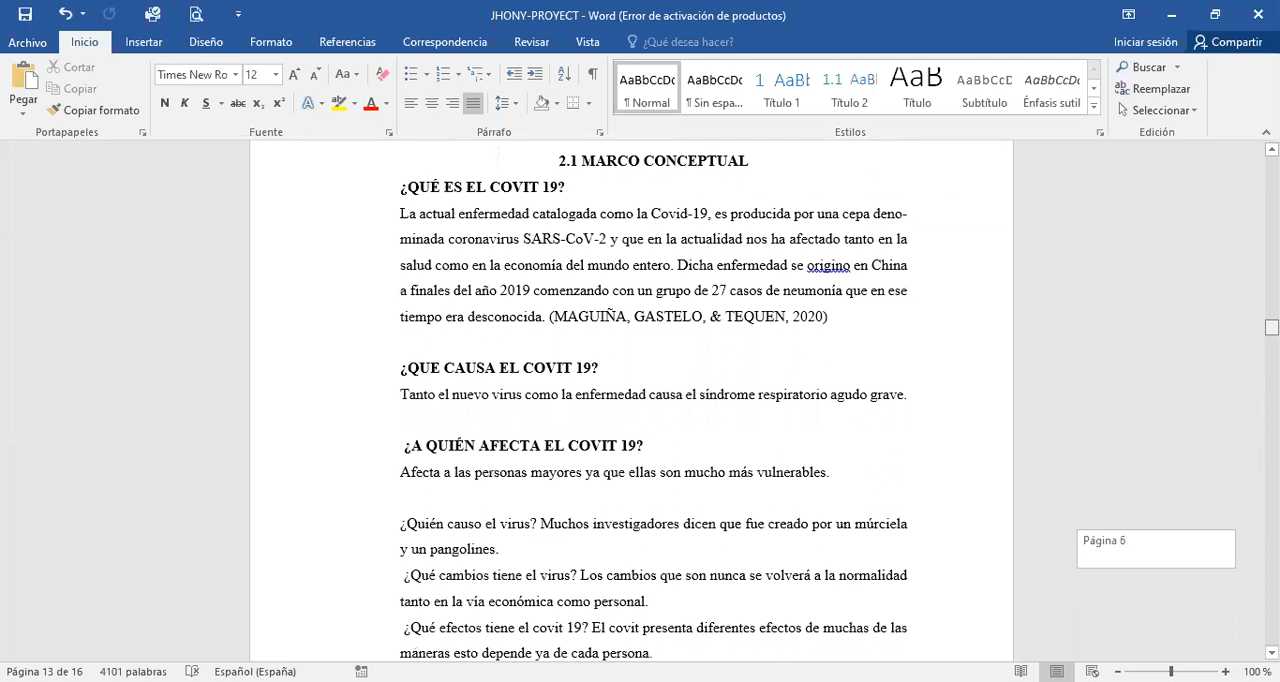 JHONY-PROYECT - Word (Error de activación de productos)
Archivo Inicio Insertar Diseño Formato Referencias Correspondencia Revisar Vista ¿Qué desea hacer? Iniciar sesión Compartir
Pegar
Cortar
Copiar
Copiar formato
Portapapeles
Times New Ro 12
Aa
N K S abc x₂ x²
Fuente
Párrafo
AaBbCcDc ¶ Normal
AaBbCcDc ¶ Sin espa...
1 AaBl Título 1
1.1 AaBl Título 2
AaB Título
AaBbCcD Subtítulo
AaBbCcDc Énfasis sutil
Estilos
Buscar
Reemplazar
Seleccionar
Edición
2.1 MARCO CONCEPTUAL
¿QUÉ ES EL COVIT 19?
La actual enfermedad catalogada como la Covid-19, es producida por una cepa deno-
minada coronavirus SARS-CoV-2 y que en la actualidad nos ha afectado tanto en la
salud como en la economía del mundo entero. Dicha enfermedad se origino en China
a finales del año 2019 comenzando con un grupo de 27 casos de neumonía que en ese
tiempo era desconocida. (MAGUIÑA, GASTELO, & TEQUEN, 2020)
¿QUE CAUSA EL COVIT 19?
Tanto el nuevo virus como la enfermedad causa el síndrome respiratorio agudo grave.
¿A QUIÉN AFECTA EL COVIT 19?
Afecta a las personas mayores ya que ellas son mucho más vulnerables.
¿Quién causo el virus? Muchos investigadores dicen que fue creado por un múrciela
y un pangolines.
¿Qué cambios tiene el virus? Los cambios que son nunca se volverá a la normalidad
tanto en la vía económica como personal.
¿Qué efectos tiene el covit 19? El covit presenta diferentes efectos de muchas de las
máneras esto depende ya de cada persona.
Página 6
Página 13 de 16 4101 palabras Español (España) 100 %